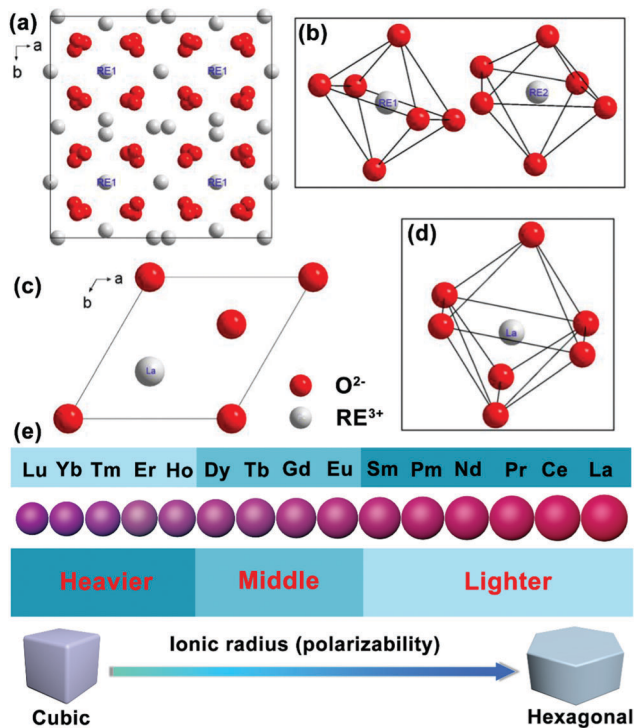 (a)
a
b
RE1 RE1
RE1 RE1
(b)
RE1 RE2
(c)
a
b
La
O²⁻
RE³⁺
(d)
La
(e)
Lu Yb Tm Er Ho Dy Tb Gd Eu Sm Pm Nd Pr Ce La
Heavier Middle Lighter
Ionic radius (polarizability)
Cubic Hexagonal